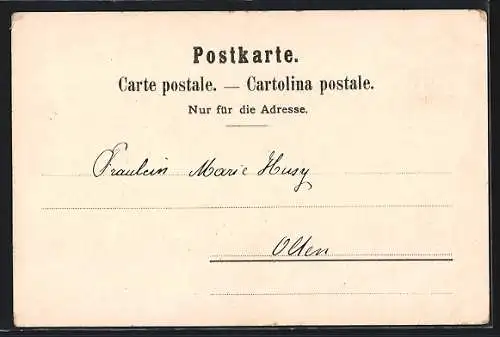 Postkarte.
Carte postale. — Cartolina postale.
Nur für die Adresse.
Fräulein Marie Husy
Olten